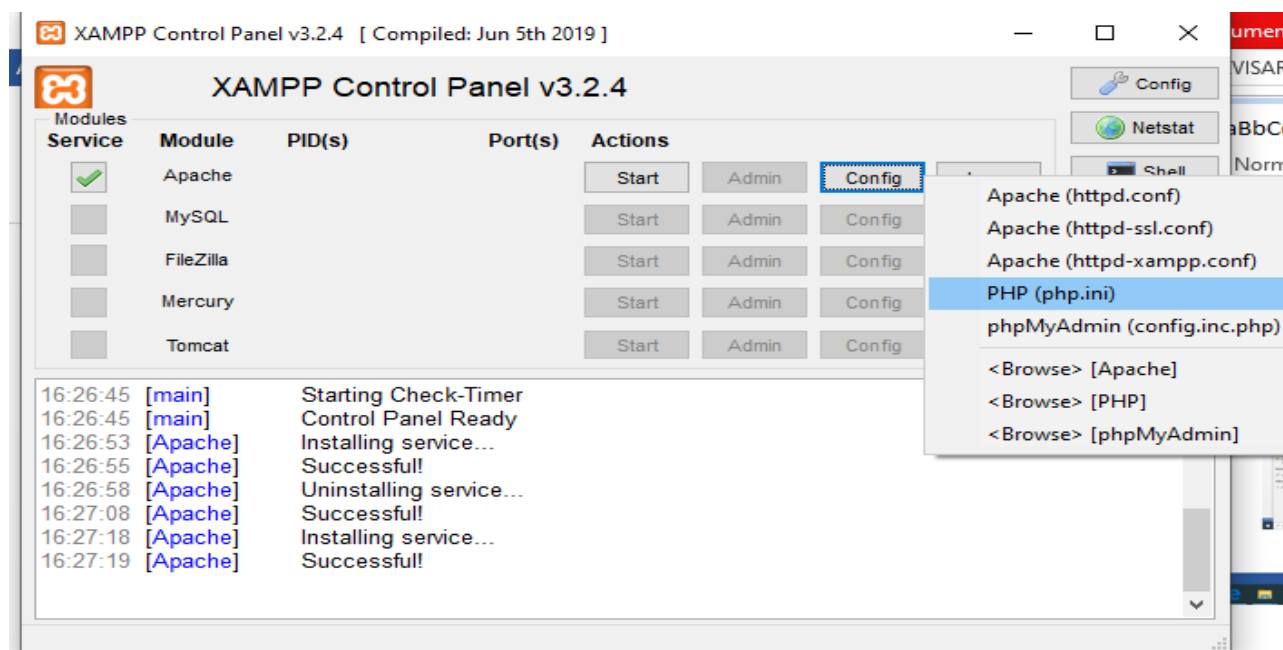 XAMPP Control Panel v3.2.4 [ Compiled: Jun 5th 2019 ]
umen
XAMPP Control Panel v3.2.4
Config
VISAR
Modules
Netstat
aBbC
Service Module PID(s) Port(s) Actions
Shell
Norm
Apache Start Admin Config
MySQL Start Admin Config
FileZilla Start Admin Config
Mercury Start Admin Config
Tomcat Start Admin Config
Apache (httpd.conf)
Apache (httpd-ssl.conf)
Apache (httpd-xampp.conf)
PHP (php.ini)
phpMyAdmin (config.inc.php)
<Browse> [Apache]
<Browse> [PHP]
<Browse> [phpMyAdmin]
16:26:45 [main] Starting Check-Timer
16:26:45 [main] Control Panel Ready
16:26:53 [Apache] Installing service...
16:26:55 [Apache] Successful!
16:26:58 [Apache] Uninstalling service...
16:27:08 [Apache] Successful!
16:27:18 [Apache] Installing service...
16:27:19 [Apache] Successful!